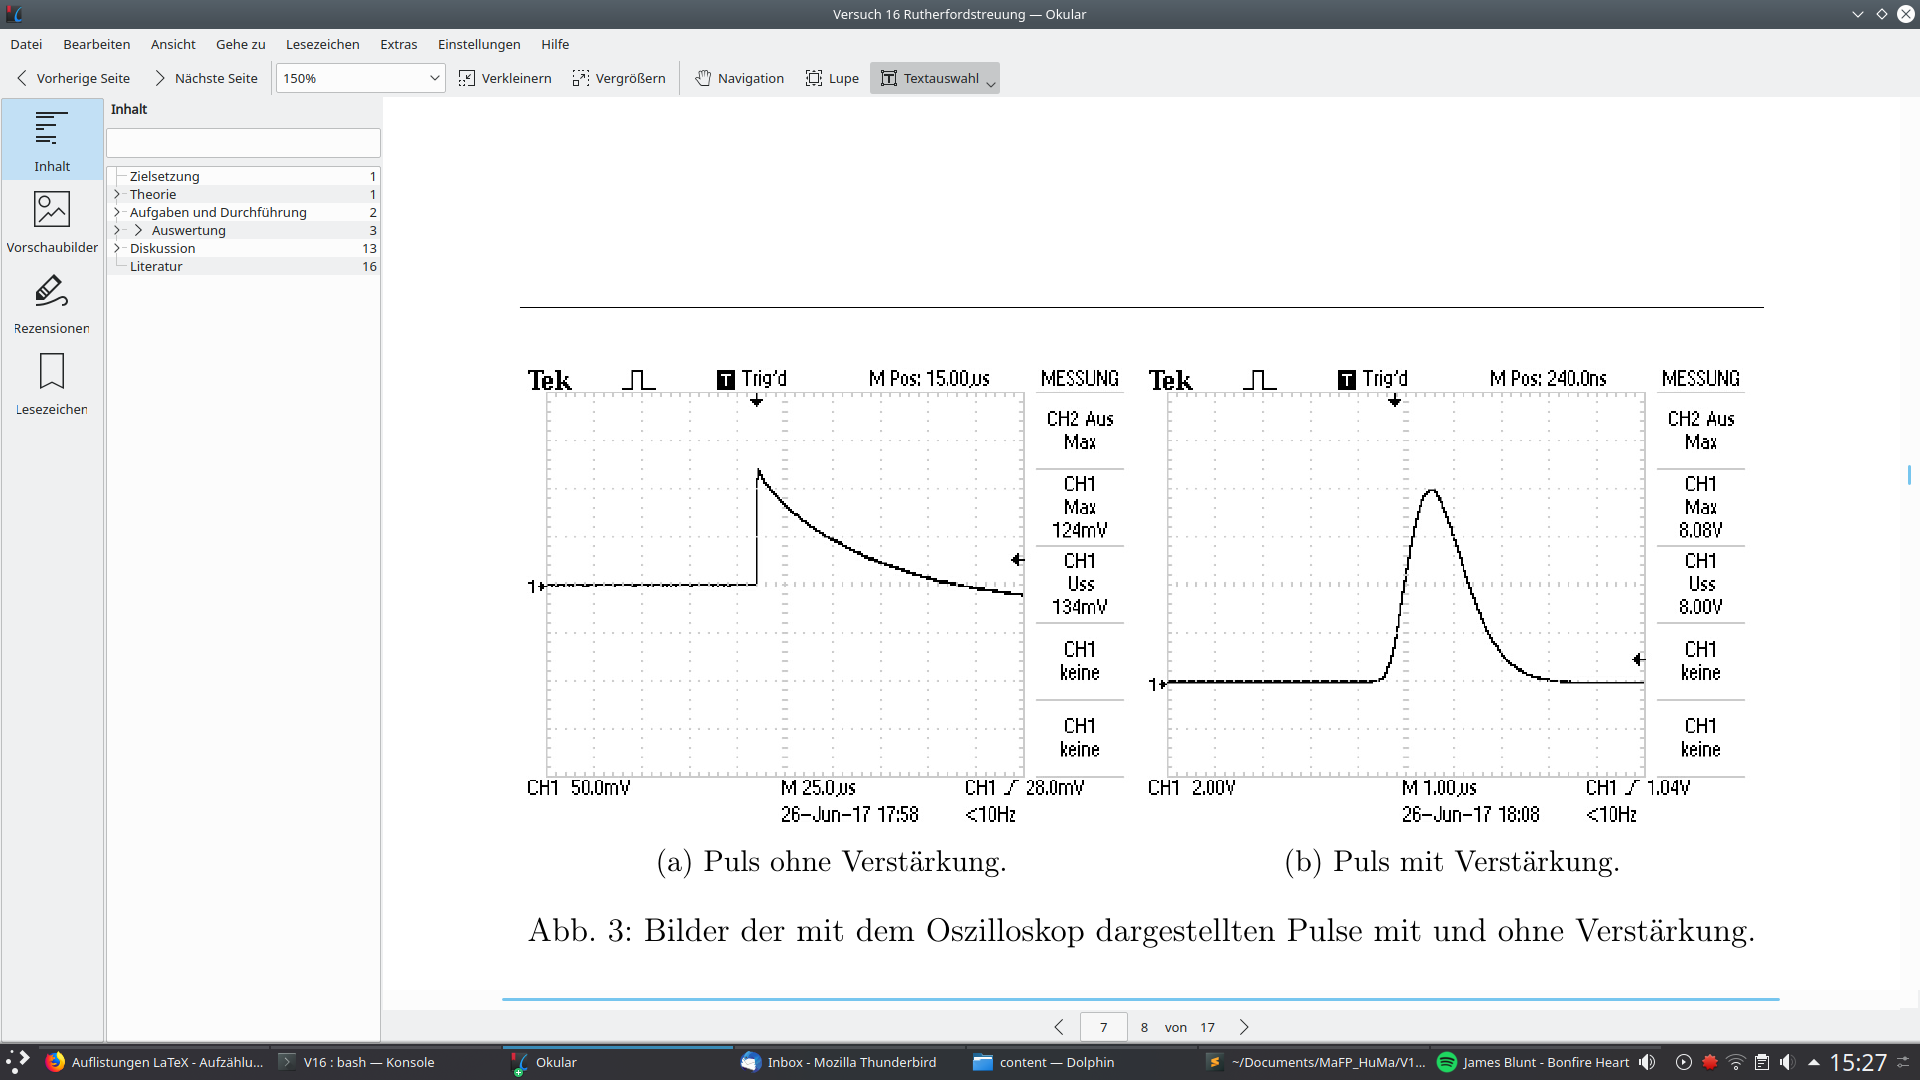 Versuch 16 Rutherfordstreuung — Okular
Datei Bearbeiten Ansicht Gehe zu Lesezeichen Extras Einstellungen Hilfe
Vorherige Seite Nächste Seite 150% Verkleinern Vergrößern Navigation Lupe Textauswahl
Inhalt
Inhalt
Vorschaubilder
Rezensionen
Lesezeichen
Zielsetzung 1
Theorie 1
Aufgaben und Durchführung 2
Auswertung 3
Diskussion 13
Literatur 16
Tek T Trig'd M Pos: 15.00µs MESSUNG
CH2 Aus
Max
CH1
Max
124mV
CH1
Uss
134mV
CH1
keine
CH1
keine
1
CH1 50.0mV M 25.0µs CH1 28.0mV
26-Jun-17 17:58 <10Hz
(a) Puls ohne Verstärkung.
Tek T Trig'd M Pos: 240.0ns MESSUNG
CH2 Aus
Max
CH1
Max
8.08V
CH1
Uss
8.00V
CH1
keine
CH1
keine
1
CH1 2.00V M 1.00µs CH1 1.04V
26-Jun-17 18:08 <10Hz
(b) Puls mit Verstärkung.
Abb. 3: Bilder der mit dem Oszilloskop dargestellten Pulse mit und ohne Verstärkung.
7 8 von 17
Auflistungen LaTeX - Aufzählu... V16 : bash — Konsole Okular Inbox - Mozilla Thunderbird content — Dolphin ~/Documents/MaFP_HuMa/V1... James Blunt - Bonfire Heart 15:27